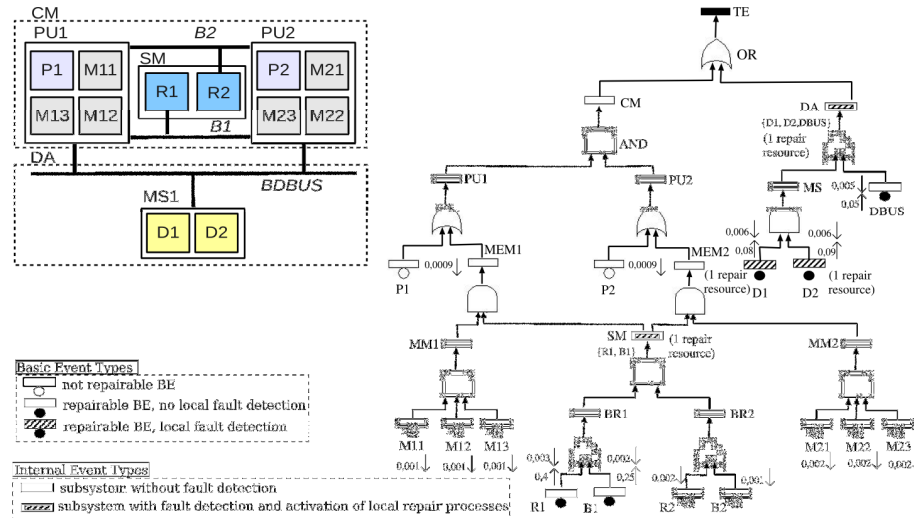 CM
PU1
B2
PU2
P1
M11
SM
P2
M21
R1
R2
M13
M12
M23
M22
B1
DA
BDBUS
MS1
D1
D2
Basic Event Types
not repairable BE
repairable BE, no local fault detection
repairable BE, local fault detection
Internal Event Types
subsystem without fault detection
subsystem with fault detection and activation of local repair processes
TE
OR
CM
DA
{D1, D2,DBUS}
(1 repair
resource)
AND
PU1
PU2
MS
0,005
0,05
DBUS
0,006
0,006
0,08
0,09
MEM1
MEM2
0,0009
0,0009
P1
P2
(1 repair
resource)
D1
D2
(1 repair
resource)
MM1
SM
(1 repair
resource)
{R1, B1}
MM2
BR1
BR2
M11
M12
M13
0,001
0,001
0,001
0,003
0,4
0,002
0,25
R1
B1
0,002
0,001
R2
B2
M21
M22
M23
0,002
0,002
0,002